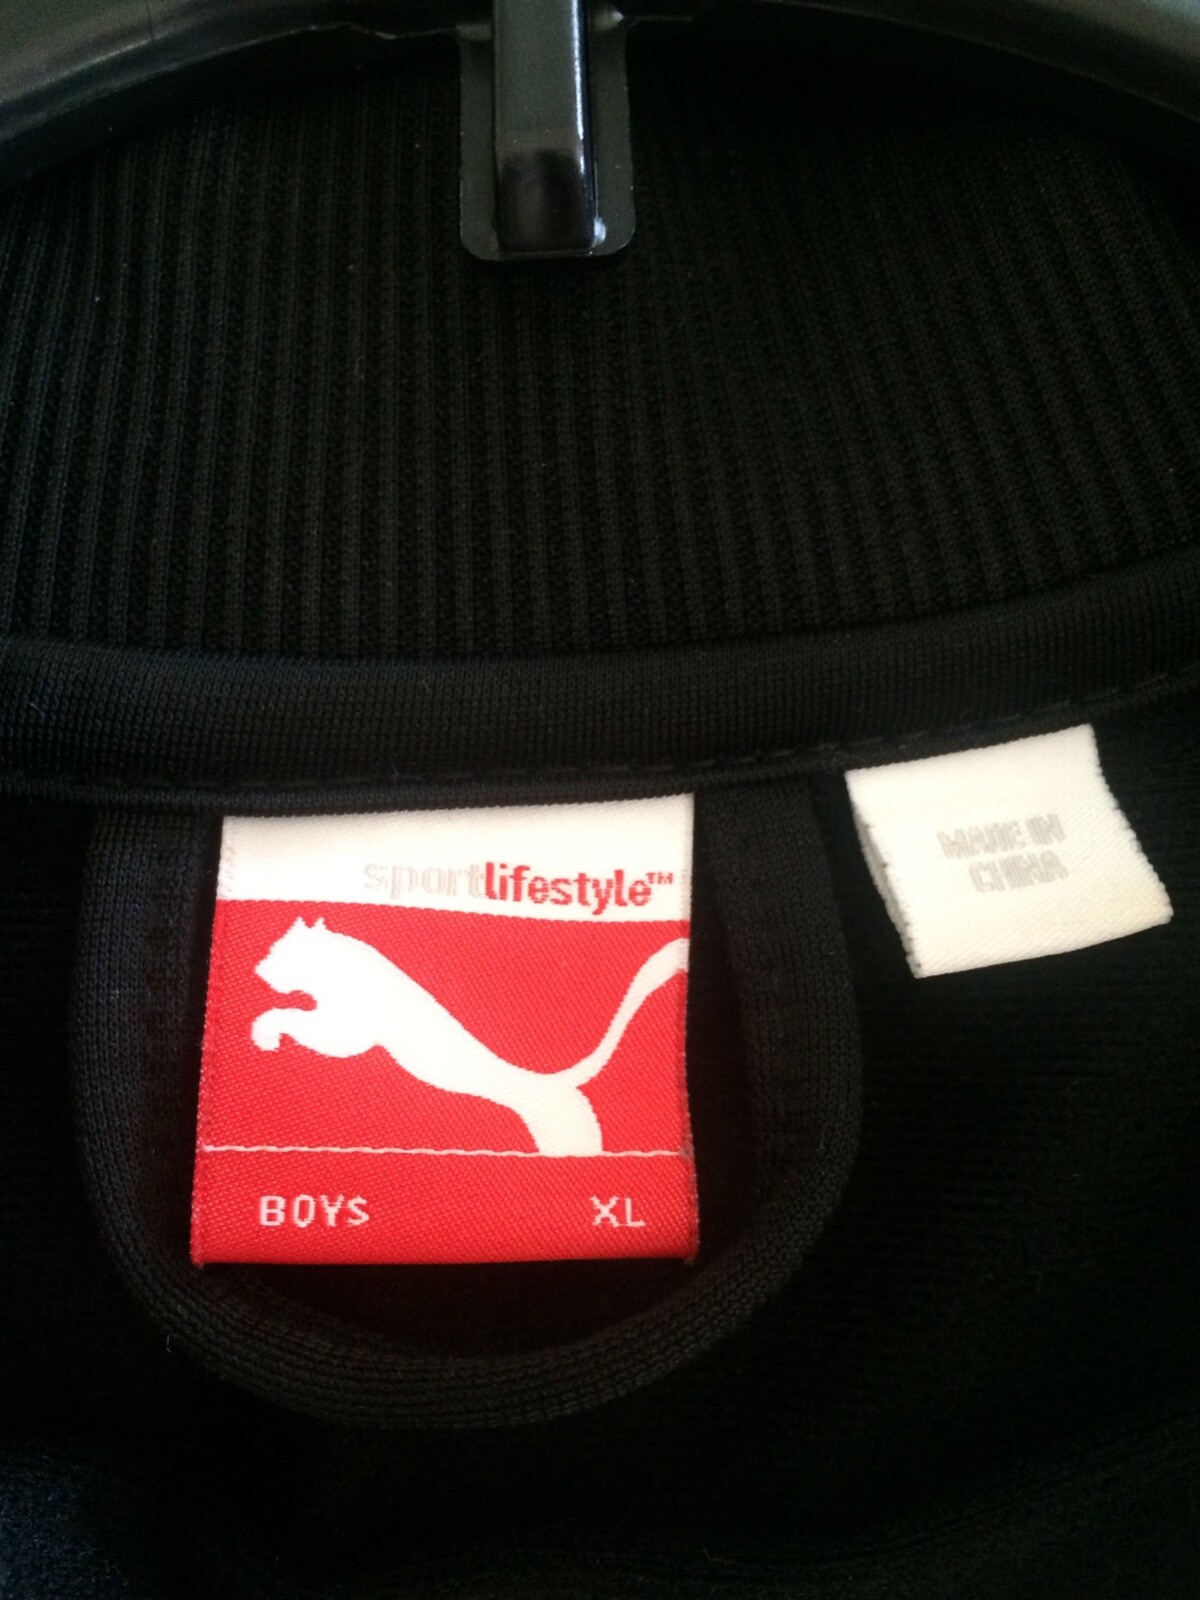 sportlifestyle™
BOYS XL
MADE IN
CHINA